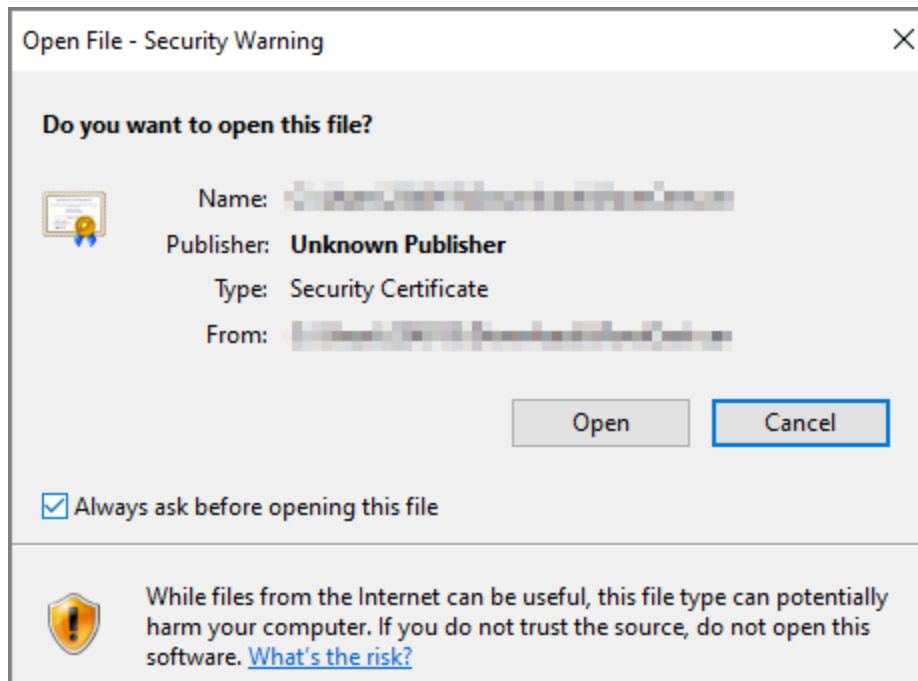 Open File - Security Warning
Do you want to open this file?
Name:
Publisher: Unknown Publisher
Type: Security Certificate
From:
Open Cancel
Always ask before opening this file
While files from the Internet can be useful, this file type can potentially
harm your computer. If you do not trust the source, do not open this
software. What's the risk?